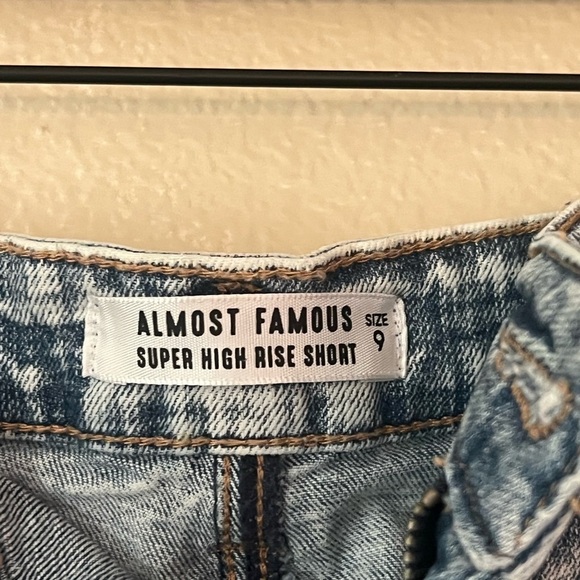 ALMOST FAMOUS SIZE 9
SUPER HIGH RISE SHORT